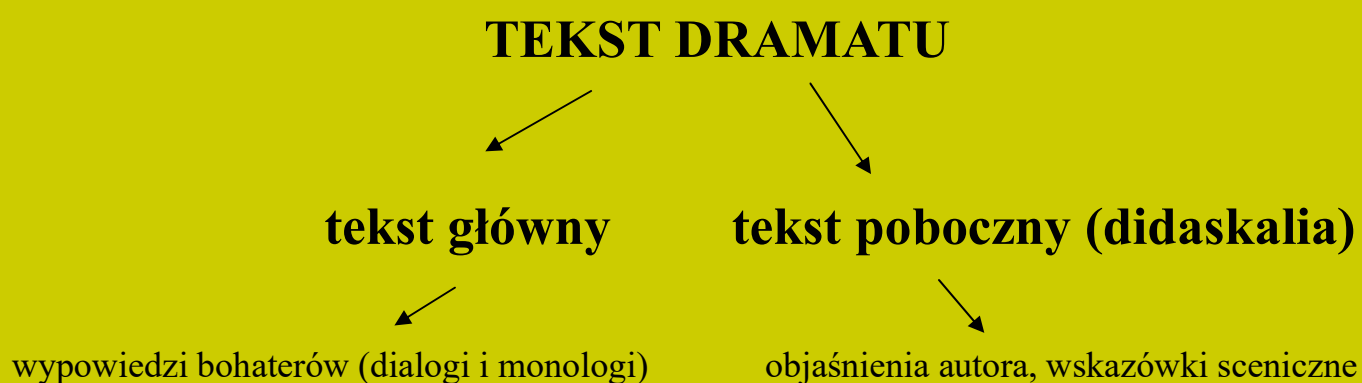 TEKST DRAMATU
tekst główny
tekst poboczny (didaskalia)
wypowiedzi bohaterów (dialogi i monologi)
objaśnienia autora, wskazówki sceniczne